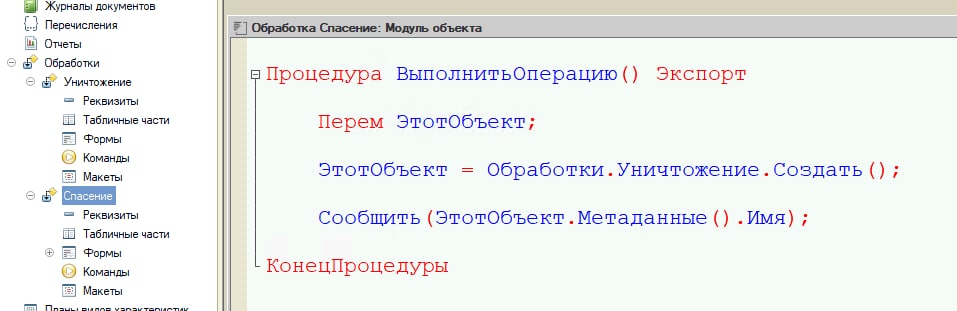 Журналы документов
Перечисления
Отчеты
Обработки
Уничтожение
Реквизиты
Табличные части
Формы
Команды
Макеты
Спасение
Реквизиты
Табличные части
Формы
Команды
Макеты
Планы видов характеристик
Обработка Спасение: Модуль объекта
Процедура ВыполнитьОперацию() Экспорт
Перем ЭтотОбъект;
ЭтотОбъект = Обработки.Уничтожение.Создать();
Сообщить(ЭтотОбъект.Метаданные().Имя);
КонецПроцедуры